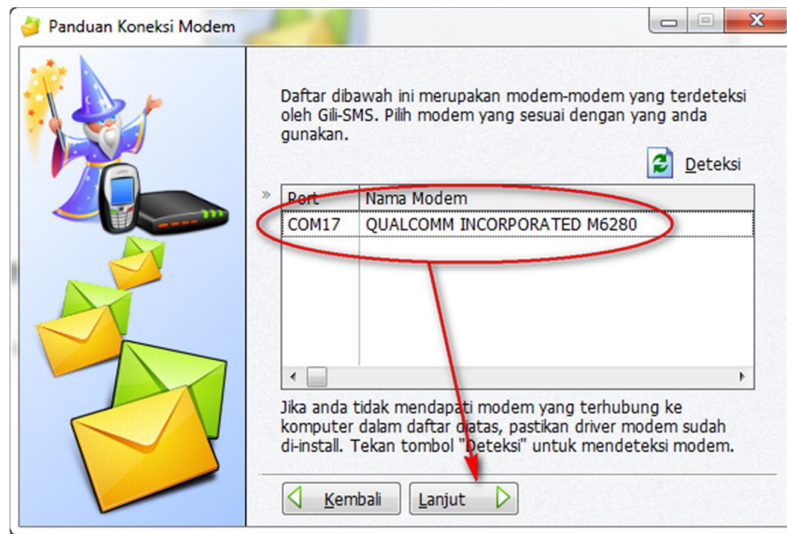 Panduan Koneksi Modem
Daftar dibawah ini merupakan modem-modem yang terdeteksi
oleh Gili-SMS. Pilih modem yang sesuai dengan yang anda
gunakan.
Deteksi
Port Nama Modem
COM17 QUALCOMM INCORPORATED M6280
Jika anda tidak mendapati modem yang terhubung ke
komputer dalam daftar diatas, pastikan driver modem sudah
di-install. Tekan tombol "Deteksi" untuk mendeteksi modem.
Kembali Lanjut